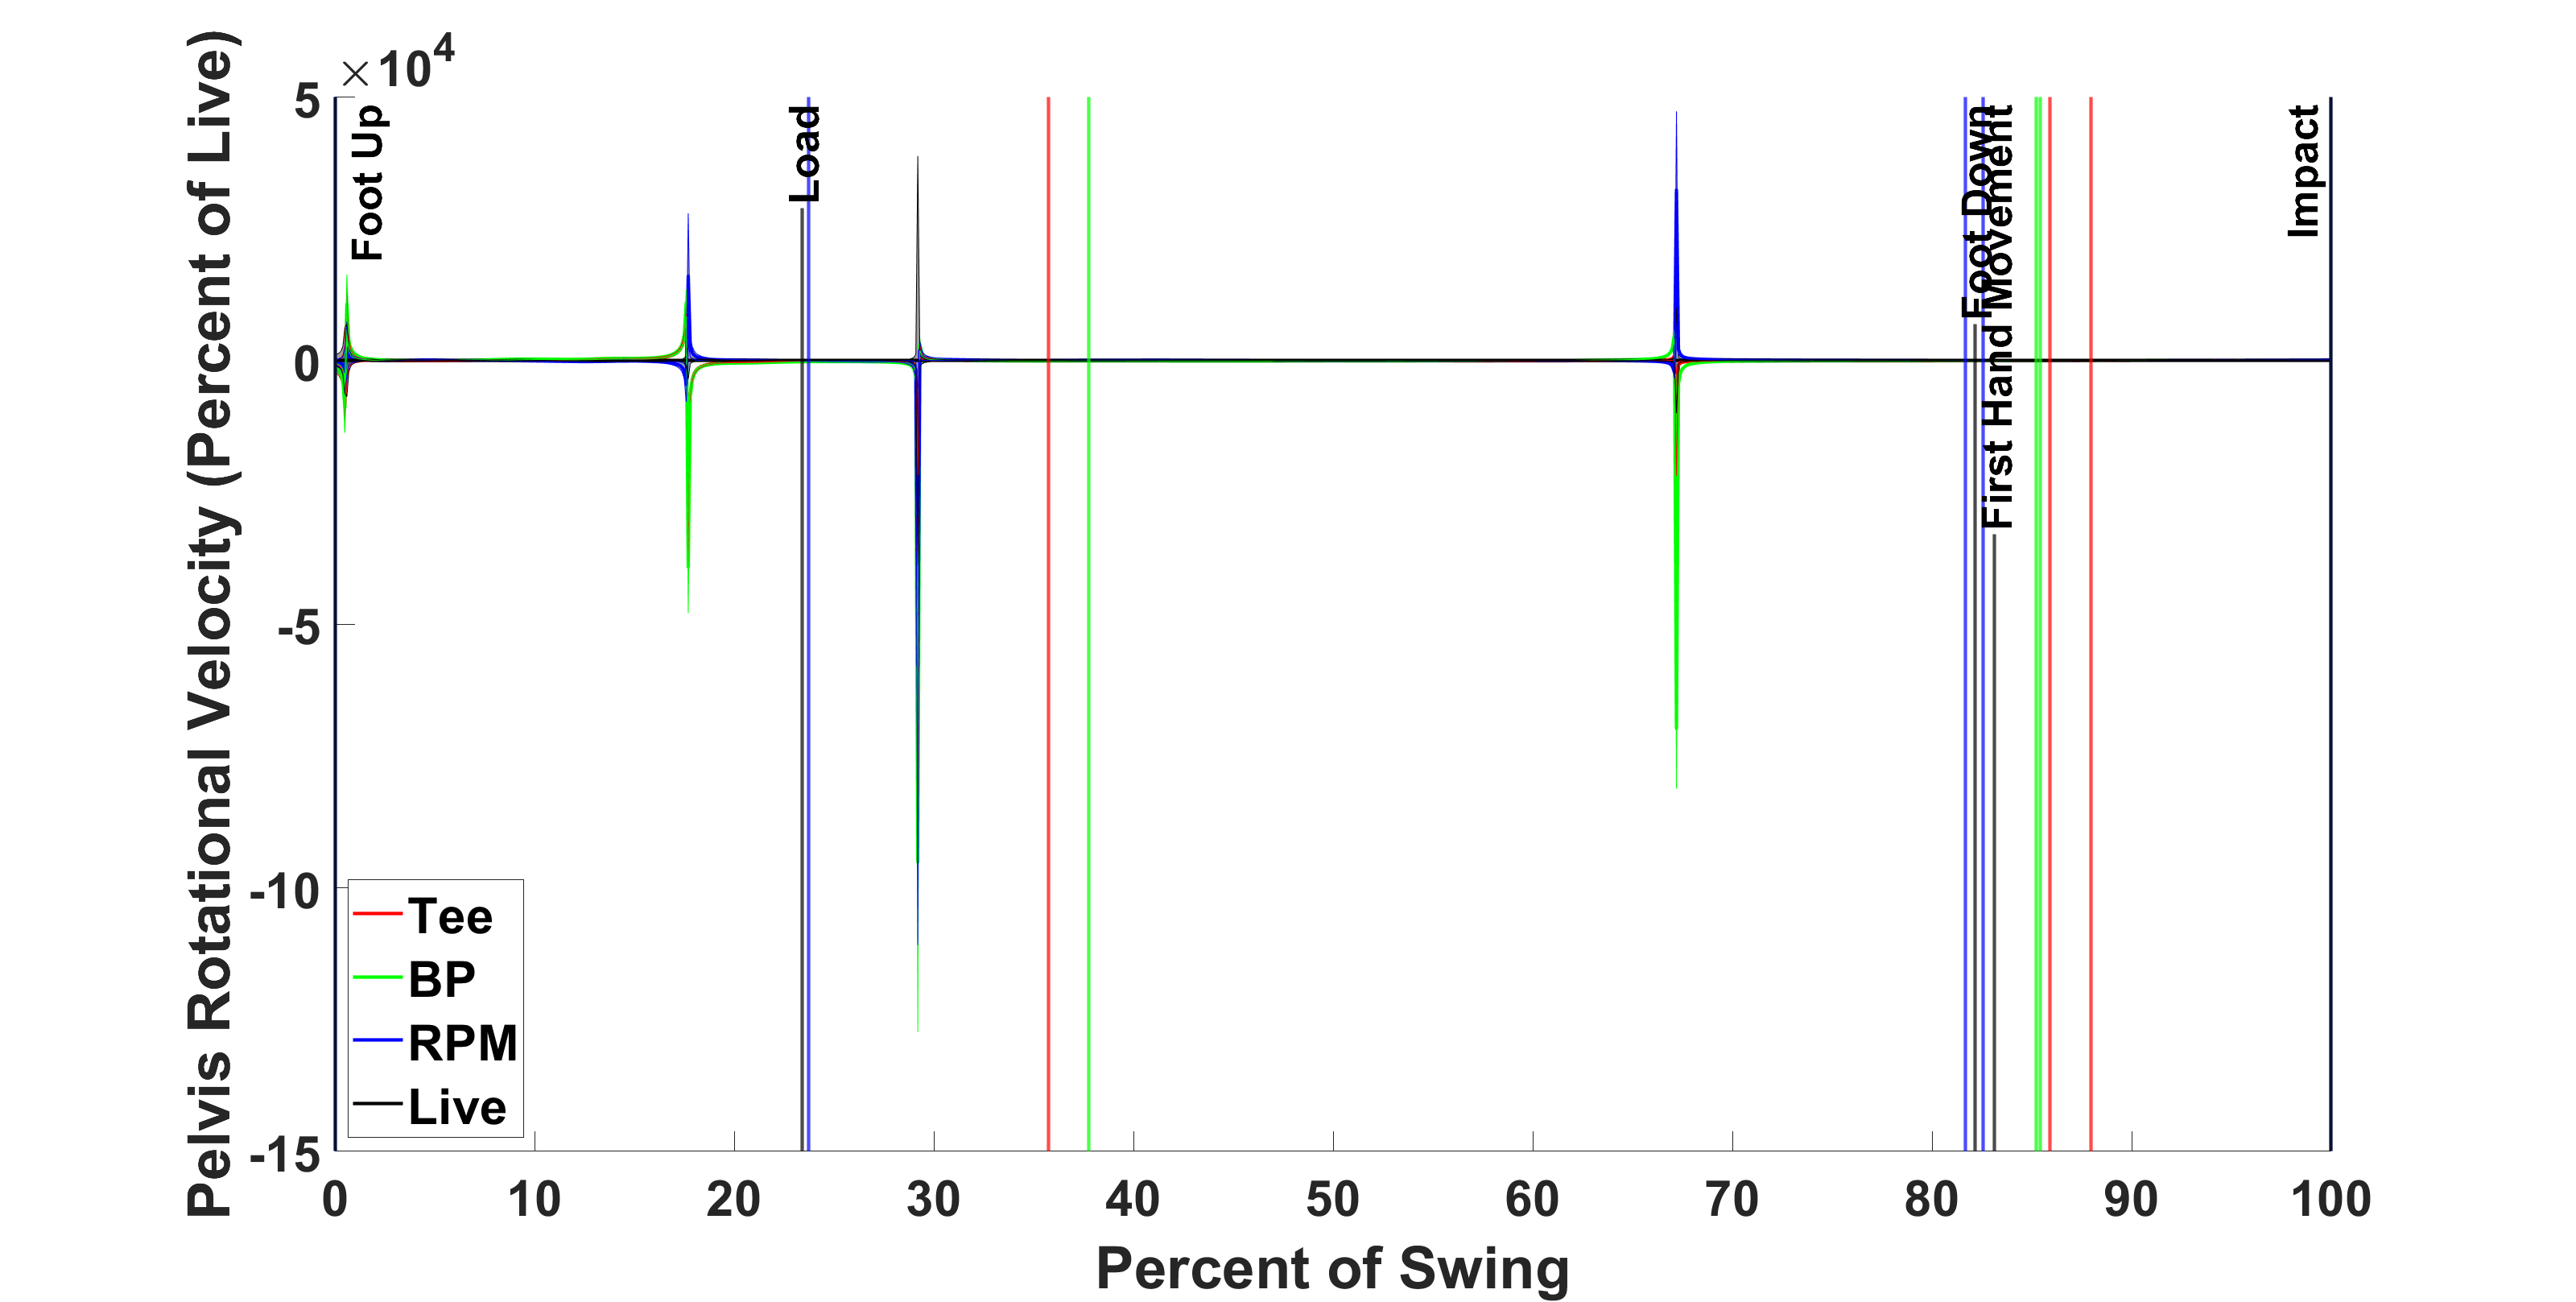 ×10^4
Pelvis Rotational Velocity (Percent of Live)
5
0
-5
-10
-15
Foot Up
Load
Foot Down
First Hand Movement
Impact
Tee
BP
RPM
Live
0 10 20 30 40 50 60 70 80 90 100
Percent of Swing